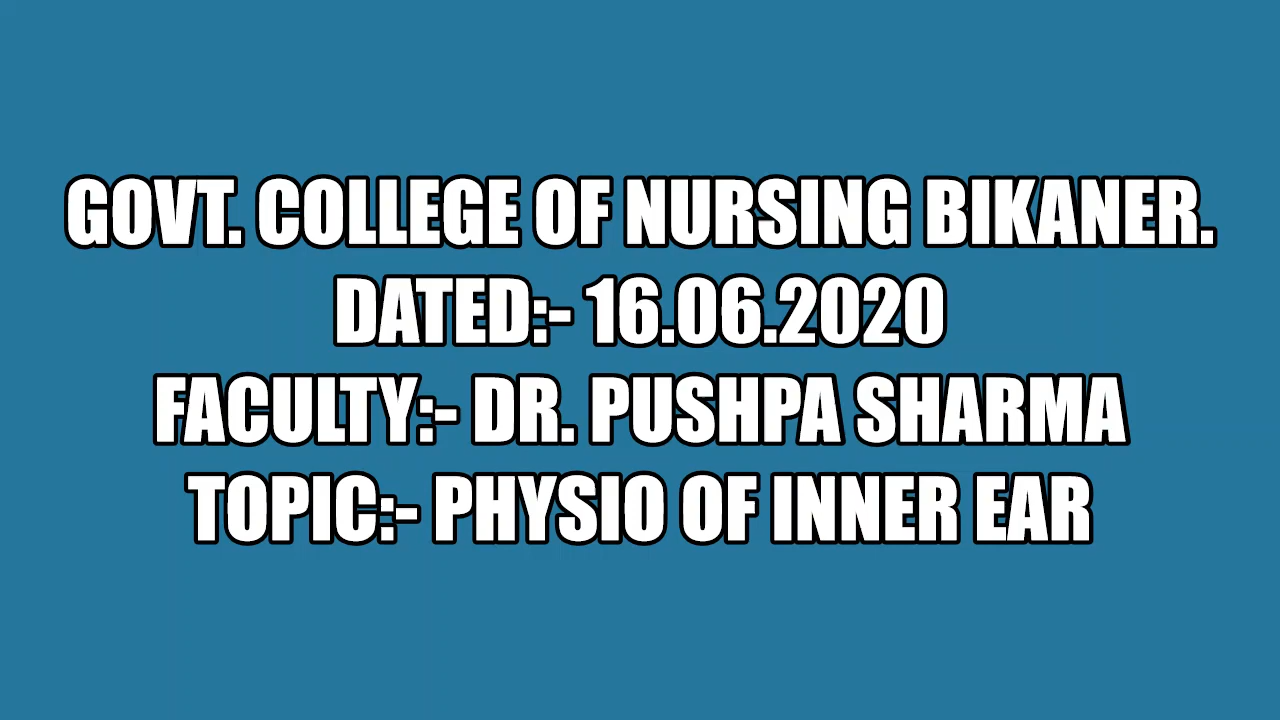 GOVT. COLLEGE OF NURSING BIKANER.
DATED:- 16.06.2020
FACULTY:- DR. PUSHPA SHARMA
TOPIC:- PHYSIO OF INNER EAR